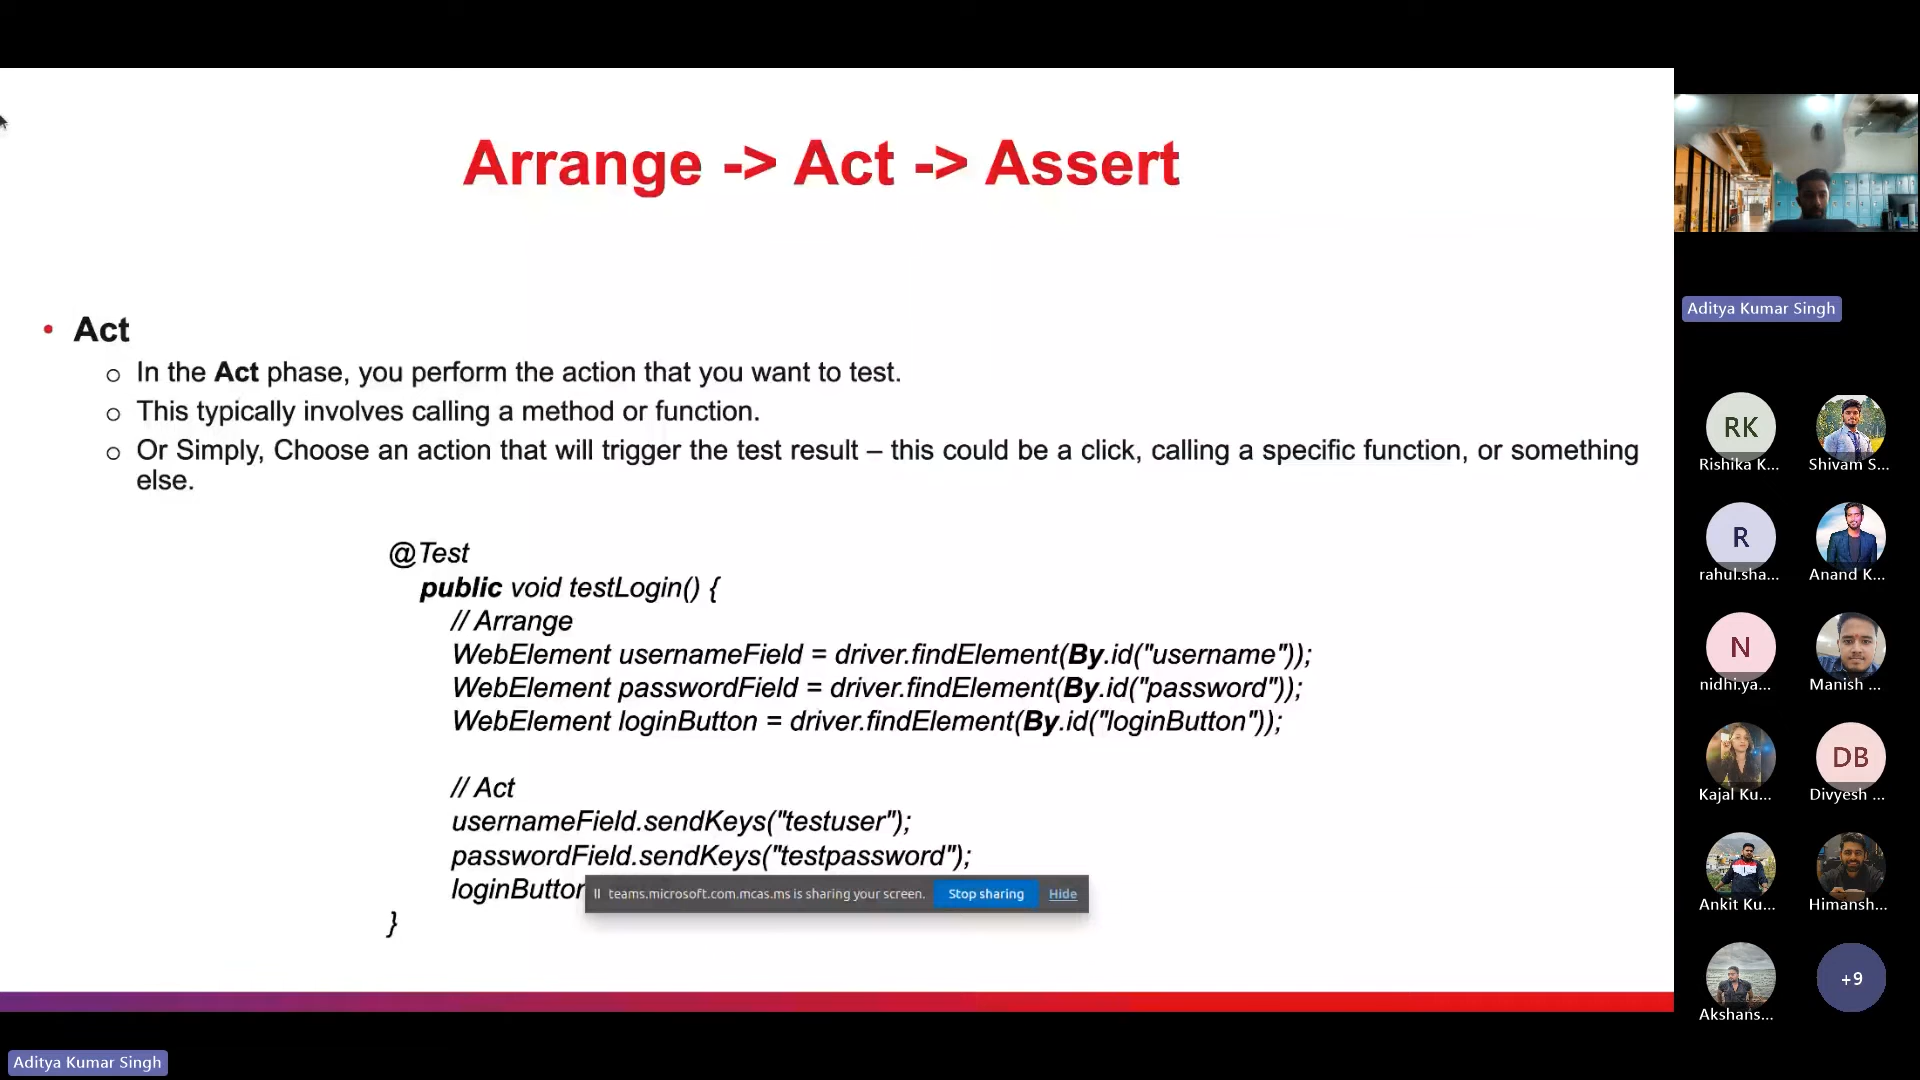 Arrange -> Act -> Assert
• Act
o In the Act phase, you perform the action that you want to test.
o This typically involves calling a method or function.
o Or Simply, Choose an action that will trigger the test result – this could be a click, calling a specific function, or something
else.
@Test
public void testLogin() {
// Arrange
WebElement usernameField = driver.findElement(By.id("username"));
WebElement passwordField = driver.findElement(By.id("password"));
WebElement loginButton = driver.findElement(By.id("loginButton"));
// Act
usernameField.sendKeys("testuser");
passwordField.sendKeys("testpassword");
loginButton
teams.microsoft.com.mcas.ms is sharing your screen. Stop sharing Hide
}
Aditya Kumar Singh
RK
Rishika K... Shivam S...
R
rahul.sha... Anand K...
N
nidhi.ya... Manish ...
DB
Kajal Ku... Divyesh ...
Ankit Ku... Himansh...
+9
Akshans...
Aditya Kumar Singh